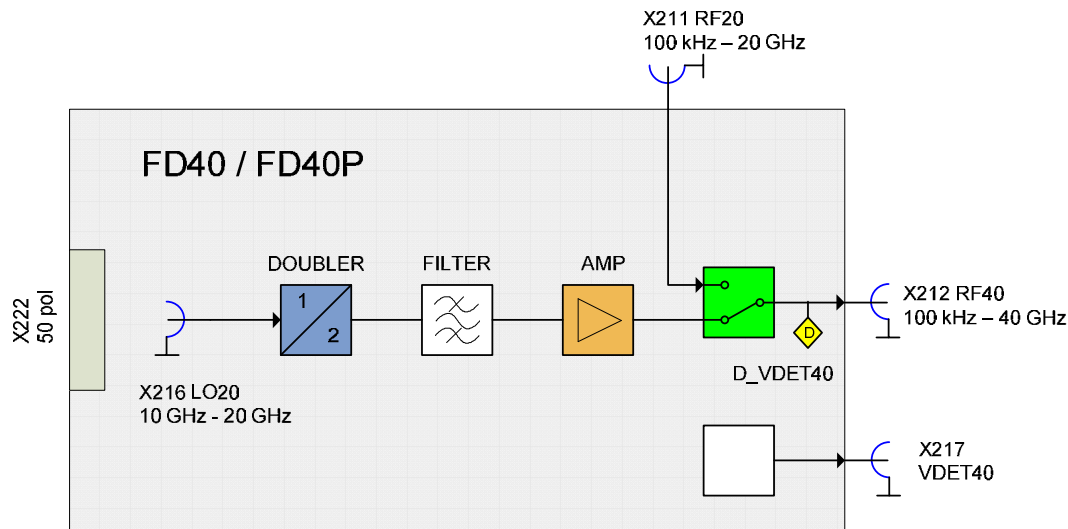 X211 RF20
100 kHz – 20 GHz
FD40 / FD40P
DOUBLER
FILTER
AMP
1
2
X222
50 pol
X212 RF40
100 kHz – 40 GHz
D
D_VDET40
X216 LO20
10 GHz - 20 GHz
X217
VDET40